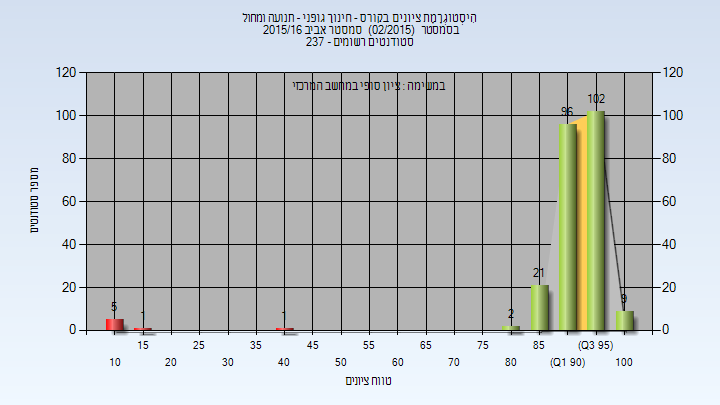 היסטוגרמת ציונים בקורס - חינוך גופני - תנועה ומחול
בסמסטר (02/2015) סמסטר אביב 2015/16
סטודנטים רשומים - 237
במשימה : ציון סופי במחשב המרכזי
120 120
100 100
80 80
60 60
40 40
20 20
0 0
מספר סטודנטים
5 1 1 2 21 96 102 9
15 25 35 45 55 65 75 85 (Q3 95)
10 20 30 40 50 60 70 80 (Q1 90) 100
טווח ציונים